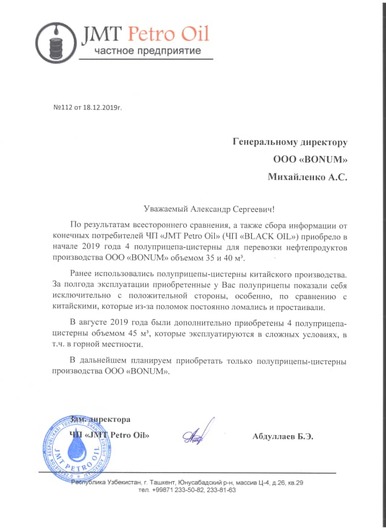 JMT Petro Oil
частное предприятие
№112 от 18.12.2019г.
Генеральному директору
ООО «BONUM»
Михайленко А.С.
Уважаемый Александр Сергеевич!
По результатам всестороннего сравнения, а также сбора информации от
конечных потребителей ЧП «JMT Petro Oil» (ЧП «BLACK OIL») приобрело в
начале 2019 года 4 полуприцепа-цистерны для перевозки нефтепродуктов
производства ООО «BONUM» объемом 35 и 40 м³.
Ранее использовались полуприцепы-цистерны китайского производства.
За полгода эксплуатации приобретенные у Вас полуприцепы показали себя
исключительно с положительной стороны, особенно, по сравнению с
китайскими, которые из-за поломок постоянно ломались и простаивали.
В августе 2019 года были дополнительно приобретены 4 полуприцепа-
цистерны объемом 45 м³, которые эксплуатируются в сложных условиях, в
т.ч. в горной местности.
В дальнейшем планируем приобретать только полуприцепы-цистерны
производства ООО «BONUM».
Зам. директора
ЧП «JMT Petro Oil»
Абдуллаев Б.Э.
JMT PETRO OIL
Республика Узбекистан, г. Ташкент, Юнусабадский р-н, массив Ц-4, д.26, кв.29
тел. +99871 233-50-82, 233-81-63